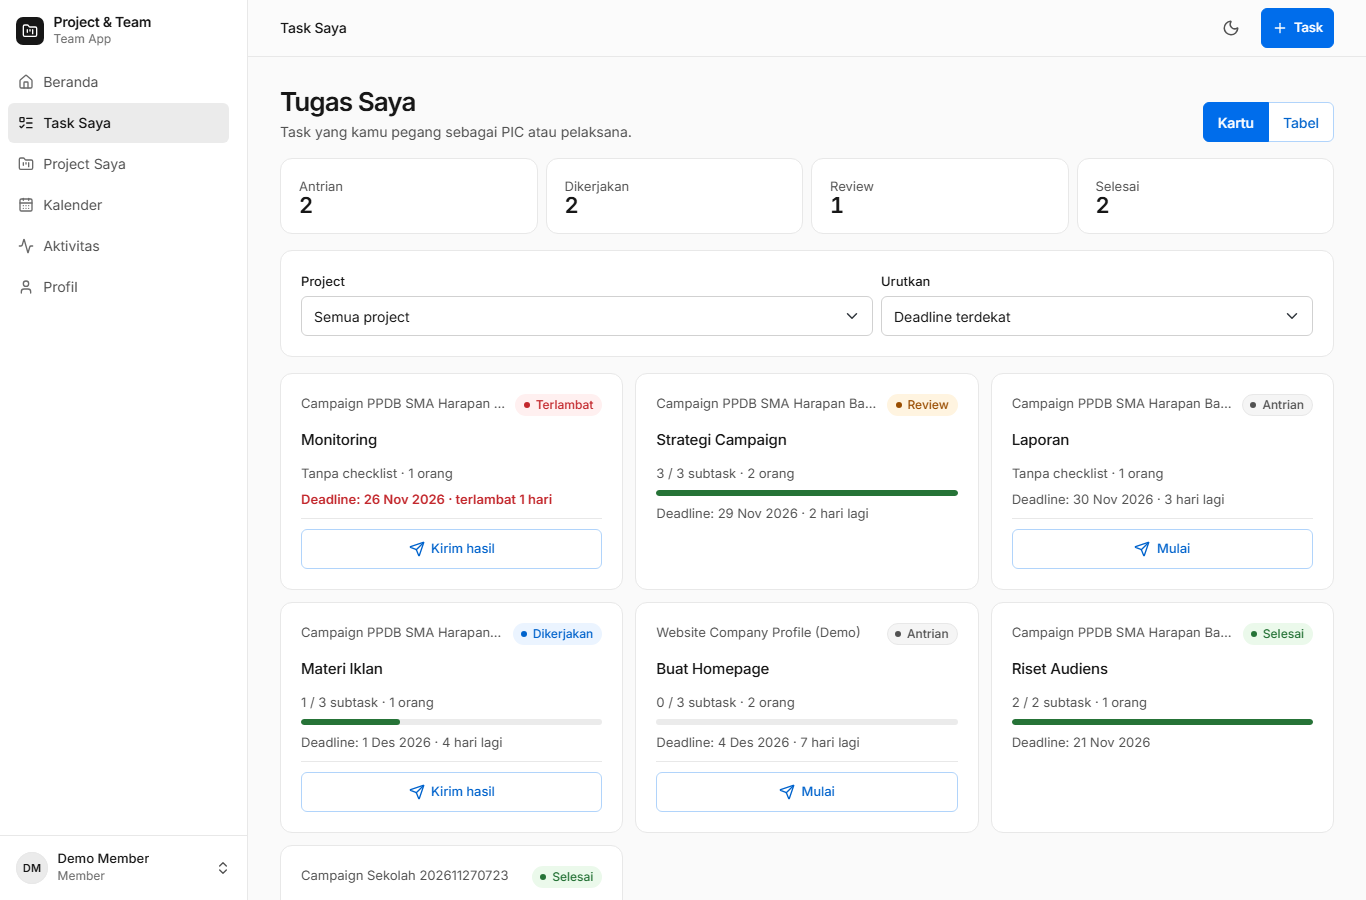 Project & Team
Team App
Beranda
Task Saya
Project Saya
Kalender
Aktivitas
Profil
DM
Demo Member
Member
Task Saya
Task
Tugas Saya
Task yang kamu pegang sebagai PIC atau pelaksana.
Kartu
Tabel
Antrian
2
Dikerjakan
2
Review
1
Selesai
2
Project
Semua project
Urutkan
Deadline terdekat
Campaign PPDB SMA Harapan ...
Terlambat
Monitoring
Tanpa checklist · 1 orang
Deadline: 26 Nov 2026 · terlambat 1 hari
Kirim hasil
Campaign PPDB SMA Harapan Ba...
Review
Strategi Campaign
3 / 3 subtask · 2 orang
Deadline: 29 Nov 2026 · 2 hari lagi
Campaign PPDB SMA Harapan Ba...
Antrian
Laporan
Tanpa checklist · 1 orang
Deadline: 30 Nov 2026 · 3 hari lagi
Mulai
Campaign PPDB SMA Harapan...
Dikerjakan
Materi Iklan
1 / 3 subtask · 1 orang
Deadline: 1 Des 2026 · 4 hari lagi
Kirim hasil
Website Company Profile (Demo)
Antrian
Buat Homepage
0 / 3 subtask · 2 orang
Deadline: 4 Des 2026 · 7 hari lagi
Mulai
Campaign PPDB SMA Harapan Ba...
Selesai
Riset Audiens
2 / 2 subtask · 1 orang
Deadline: 21 Nov 2026
Campaign Sekolah 202611270723
Selesai